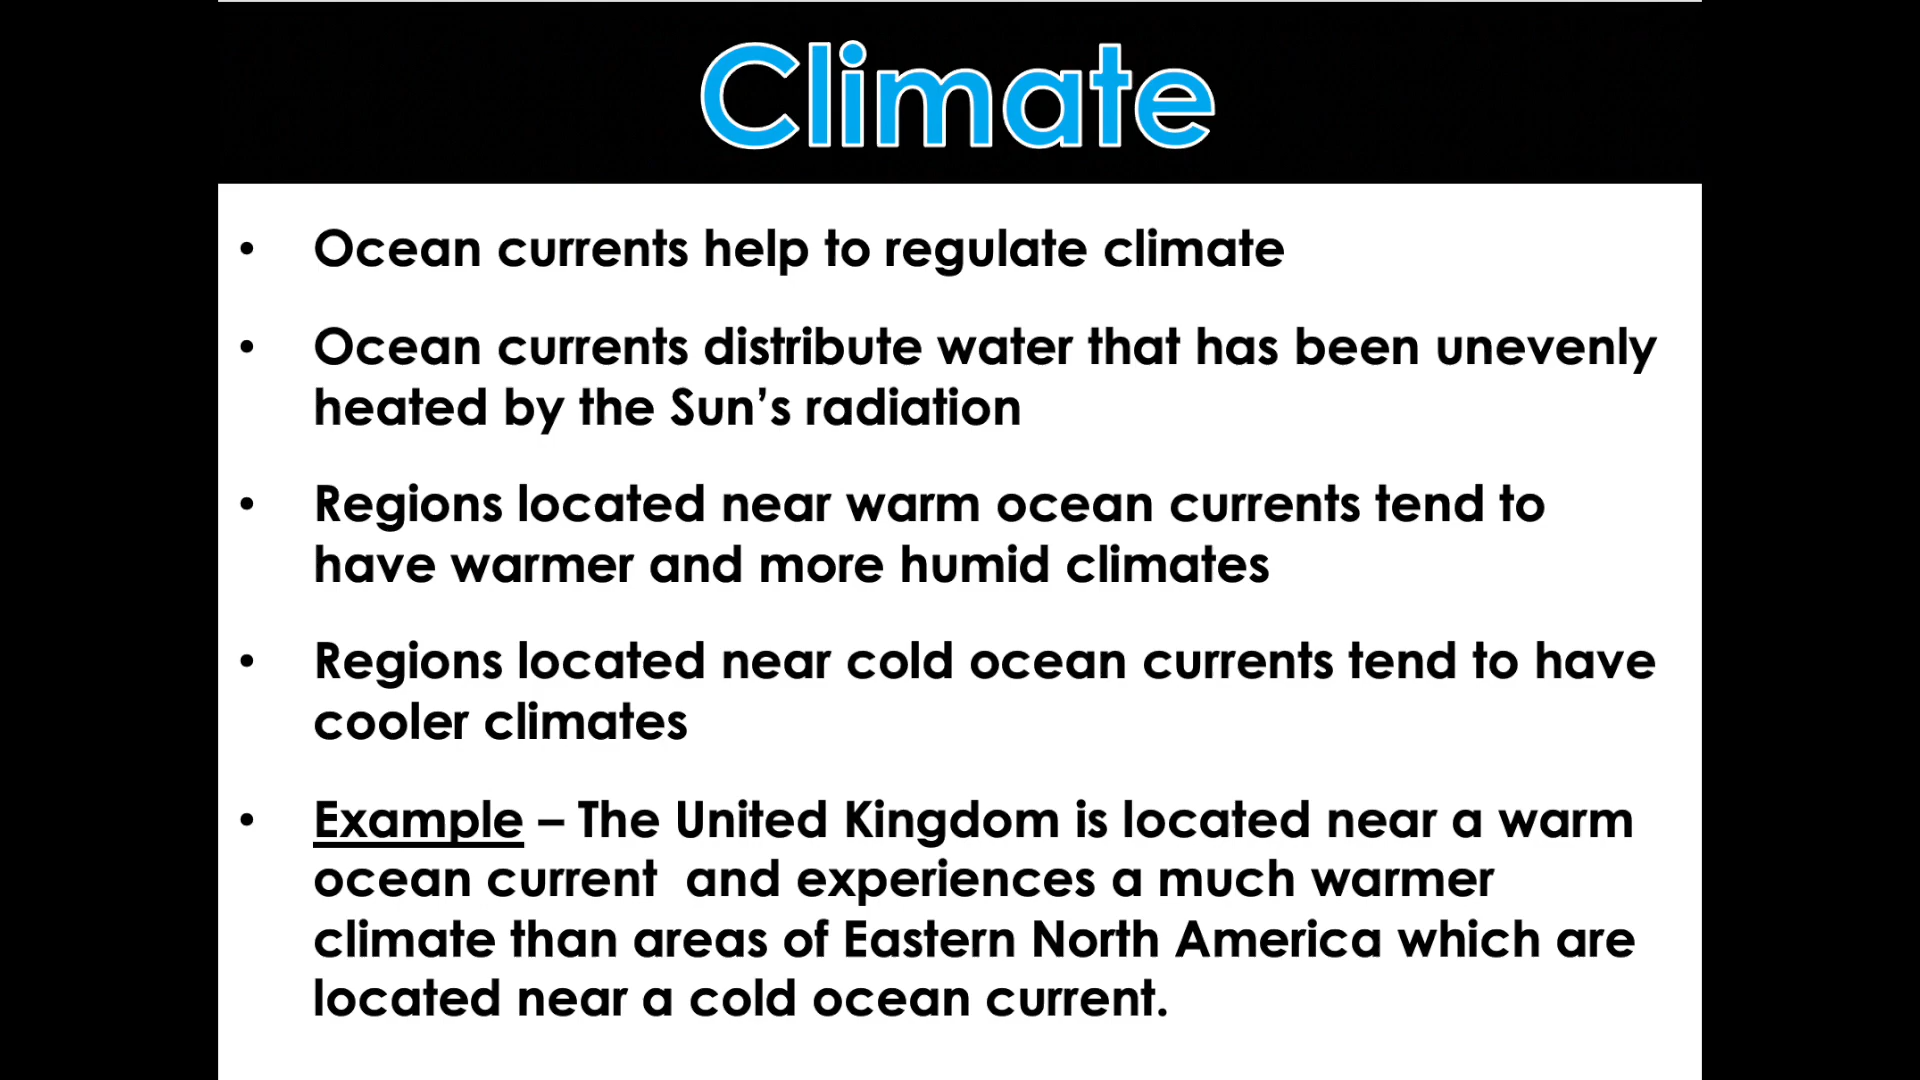 Climate
• Ocean currents help to regulate climate
• Ocean currents distribute water that has been unevenly
heated by the Sun’s radiation
• Regions located near warm ocean currents tend to
have warmer and more humid climates
• Regions located near cold ocean currents tend to have
cooler climates
• Example – The United Kingdom is located near a warm
ocean current  and experiences a much warmer
climate than areas of Eastern North America which are
located near a cold ocean current.